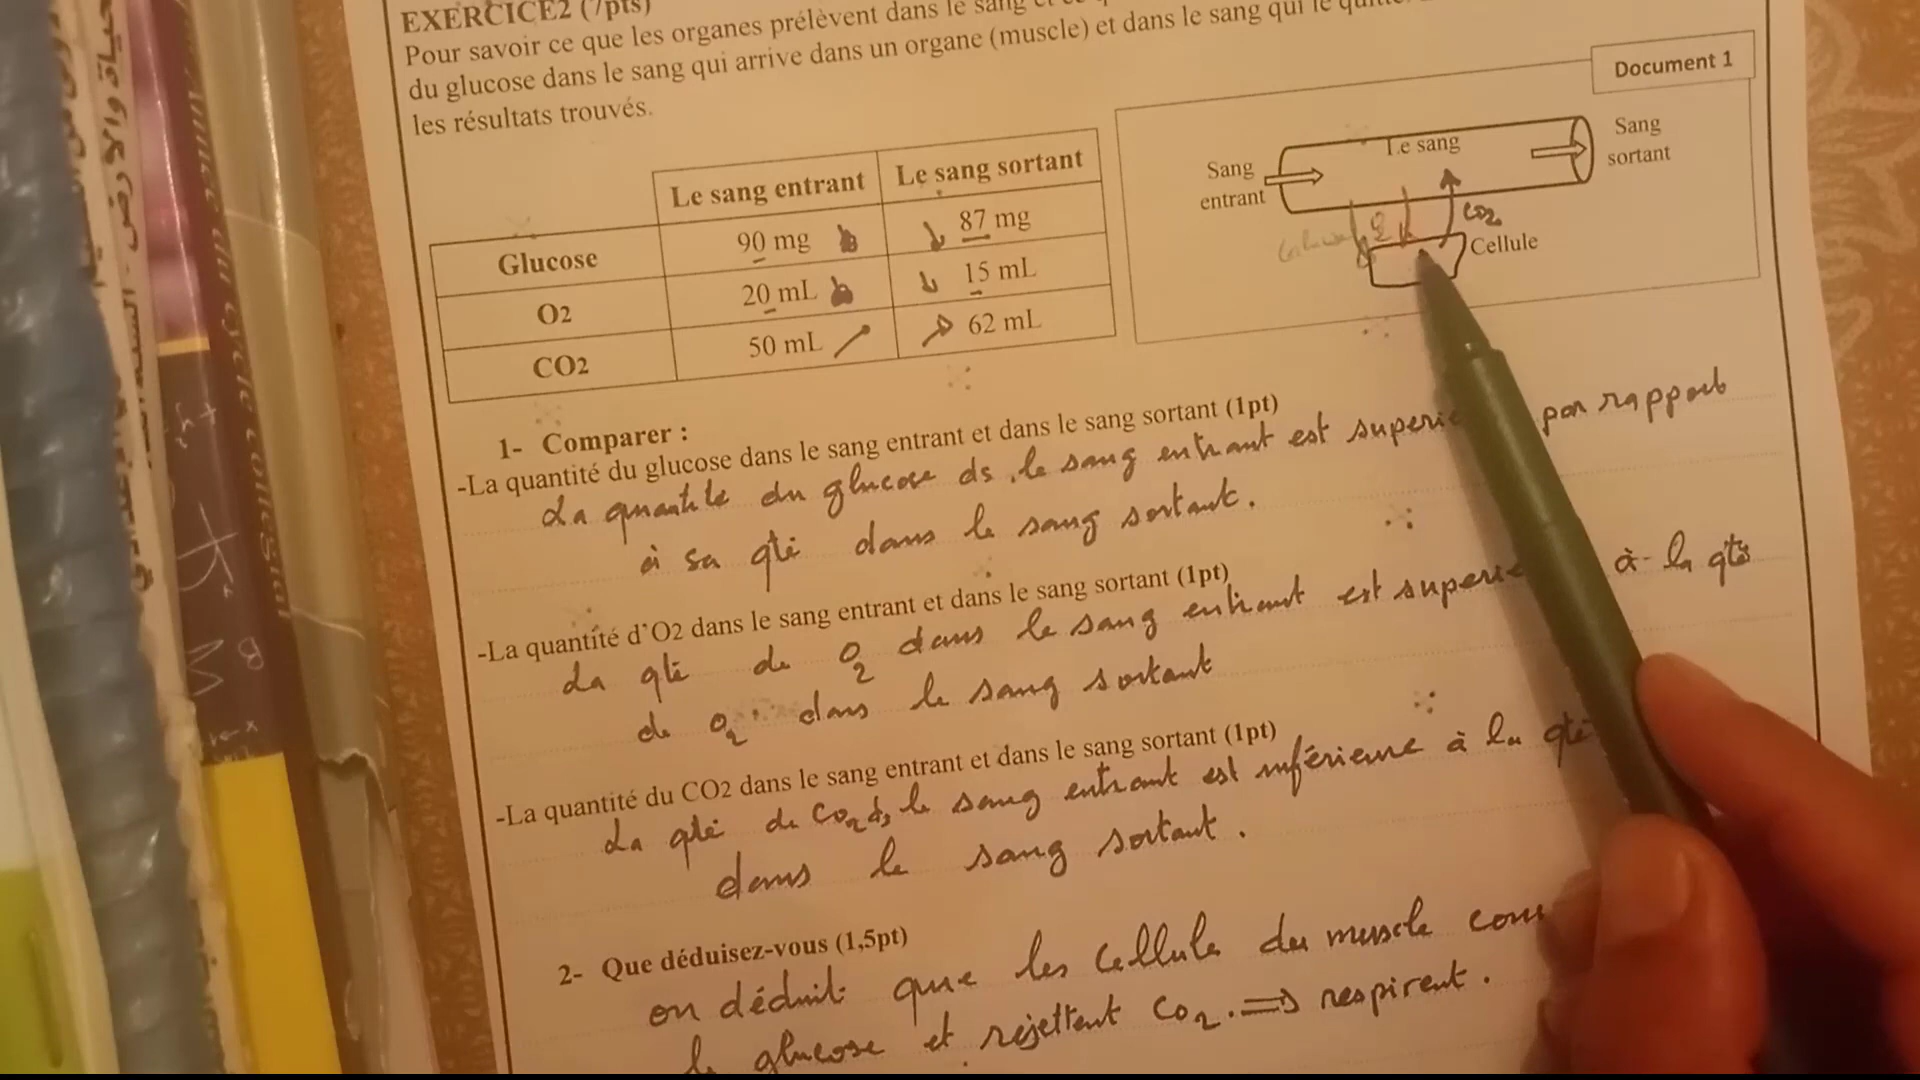 EXERCICE2 (7pts)
Pour savoir ce que les organes prélèvent dans le sang et ce
du glucose dans le sang qui arrive dans un organe (muscle) et dans le sang qui le
les résultats trouvés.
Document 1
Le sang entrant Le sang sortant
Glucose 90 mg 87 mg
O2 20 mL 15 mL
CO2 50 mL 62 mL
Sang entrant
Le sang
Sang sortant
CO2
Cellule
1- Comparer :
-La quantité du glucose dans le sang entrant et dans le sang sortant (1pt)
La quantité du glucose ds le sang entrant est par rapport
à sa qté dans le sang sortant.
-La quantité d'O2 dans le sang entrant et dans le sang sortant (1pt)
La qté de O2 dans le sang entrant est à la qté
de O2 dans le sang sortant
-La quantité du CO2 dans le sang entrant et dans le sang sortant (1pt)
La qté de CO2 ds le sang entrant est inférieure à la qté
dans le sang sortant.
2- Que déduisez-vous (1,5pt)
on déduit que les cellule du muscle
le glucose et rejettent CO2. ⇒ respirent.